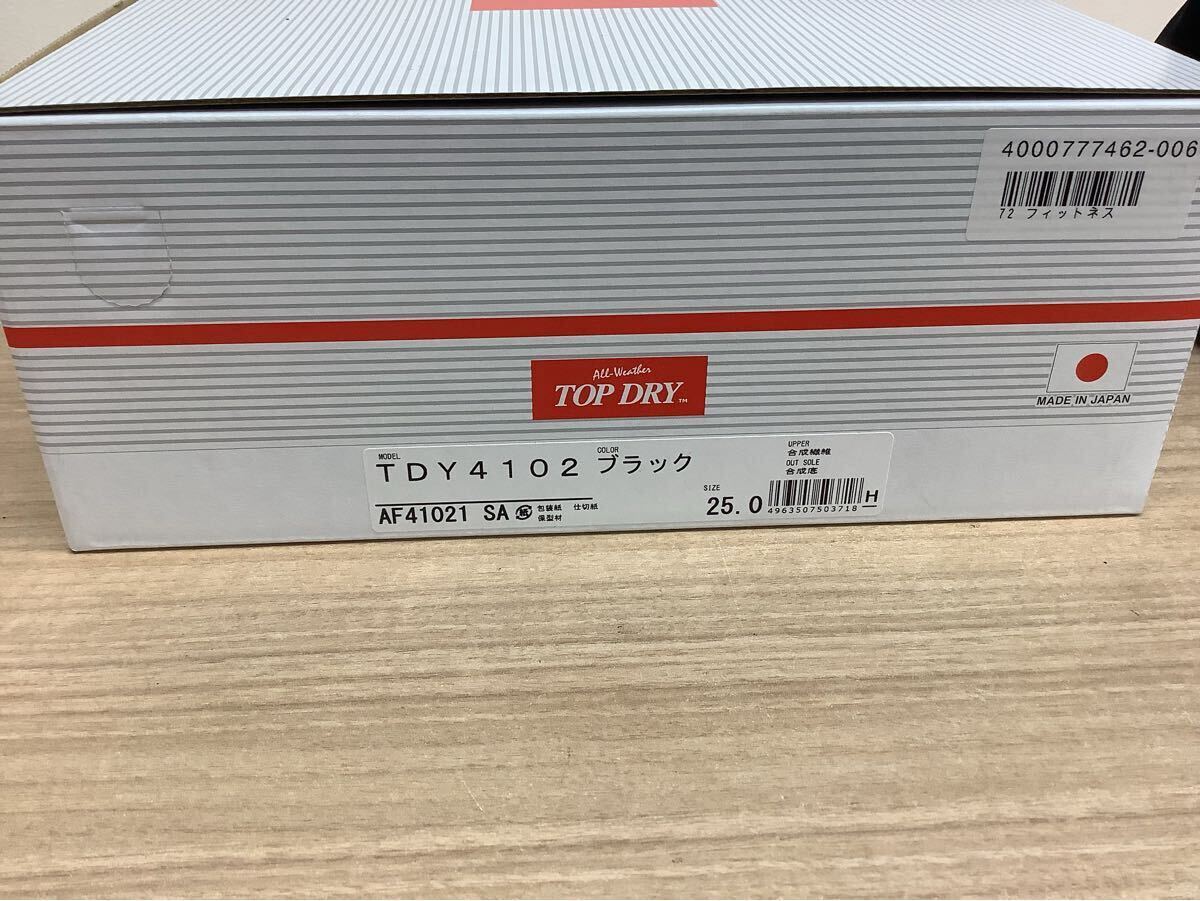 4000777462-006
72 フィットネス
All-Weather
TOP DRY™
MADE IN JAPAN
MODEL
TDY4102
COLOR
ブラック
UPPER
合成繊維
OUT SOLE
合成底
AF41021 SA
紙
包装紙 仕切紙
保型材
SIZE
25.0
4963507503718
H